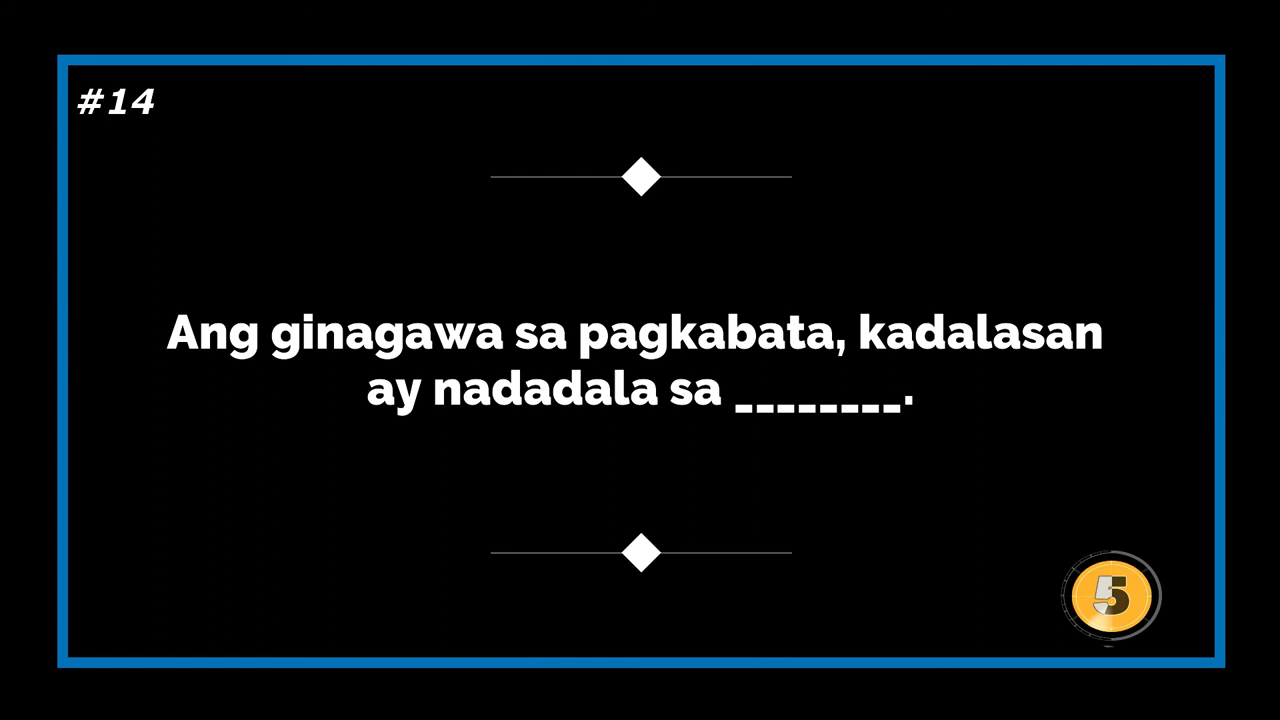 #14
Ang ginagawa sa pagkabata, kadalasan
ay nadadala sa ________.
5